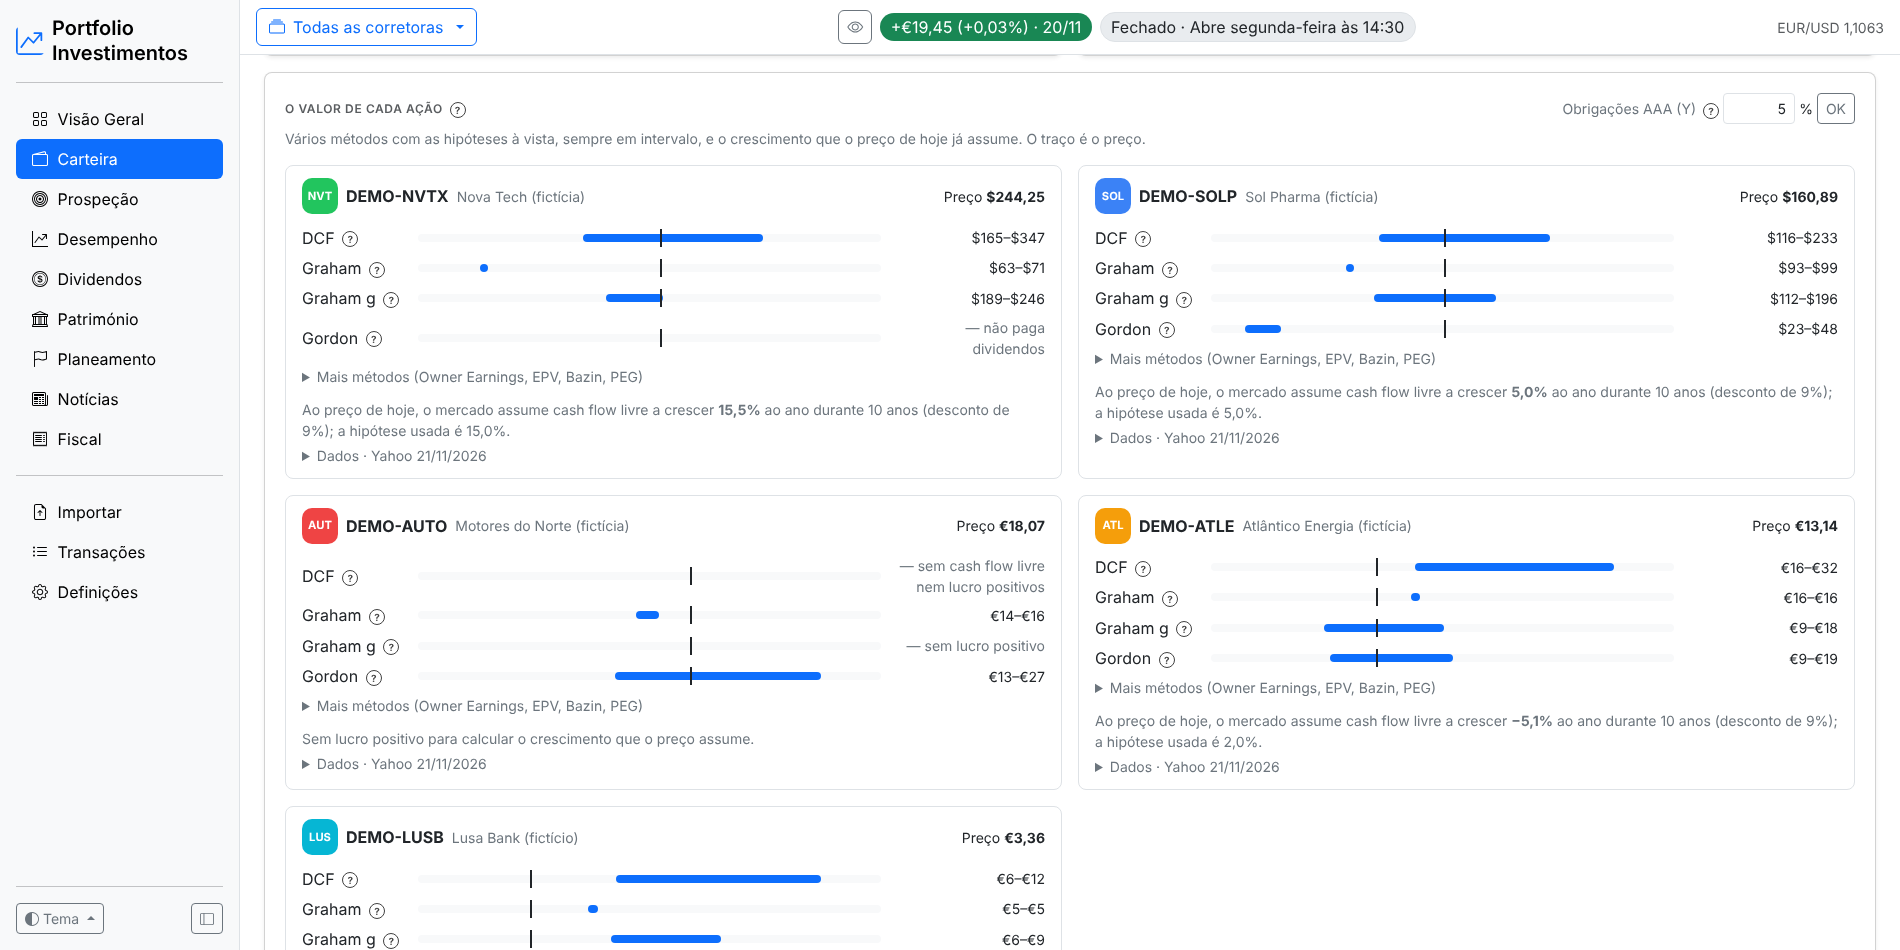 Portfolio
Investimentos
Visão Geral
Carteira
Prospeção
Desempenho
Dividendos
Património
Planeamento
Notícias
Fiscal
Importar
Transações
Definições
Tema
Todas as corretoras
+€19,45 (+0,03%) · 20/11
Fechado · Abre segunda-feira às 14:30
EUR/USD 1,1063
O VALOR DE CADA AÇÃO ?
Obrigações AAA (Y) ? 5 % OK
Vários métodos com as hipóteses à vista, sempre em intervalo, e o crescimento que o preço de hoje já assume. O traço é o preço.
NVT DEMO-NVTX Nova Tech (fictícia) Preço $244,25
DCF ? $165–$347
Graham ? $63–$71
Graham g ? $189–$246
Gordon ? — não paga
dividendos
Mais métodos (Owner Earnings, EPV, Bazin, PEG)
Ao preço de hoje, o mercado assume cash flow livre a crescer 15,5% ao ano durante 10 anos (desconto de
9%); a hipótese usada é 15,0%.
Dados · Yahoo 21/11/2026
SOL DEMO-SOLP Sol Pharma (fictícia) Preço $160,89
DCF ? $116–$233
Graham ? $93–$99
Graham g ? $112–$196
Gordon ? $23–$48
Mais métodos (Owner Earnings, EPV, Bazin, PEG)
Ao preço de hoje, o mercado assume cash flow livre a crescer 5,0% ao ano durante 10 anos (desconto de 9%);
a hipótese usada é 5,0%.
Dados · Yahoo 21/11/2026
AUT DEMO-AUTO Motores do Norte (fictícia) Preço €18,07
DCF ? — sem cash flow livre
nem lucro positivos
Graham ? €14–€16
Graham g ? — sem lucro positivo
Gordon ? €13–€27
Mais métodos (Owner Earnings, EPV, Bazin, PEG)
Sem lucro positivo para calcular o crescimento que o preço assume.
Dados · Yahoo 21/11/2026
ATL DEMO-ATLE Atlântico Energia (fictícia) Preço €13,14
DCF ? €16–€32
Graham ? €16–€16
Graham g ? €9–€18
Gordon ? €9–€19
Mais métodos (Owner Earnings, EPV, Bazin, PEG)
Ao preço de hoje, o mercado assume cash flow livre a crescer −5,1% ao ano durante 10 anos (desconto de 9%);
a hipótese usada é 2,0%.
Dados · Yahoo 21/11/2026
LUS DEMO-LUSB Lusa Bank (fictício) Preço €3,36
DCF ? €6–€12
Graham ? €5–€5
Graham g ? €6–€9